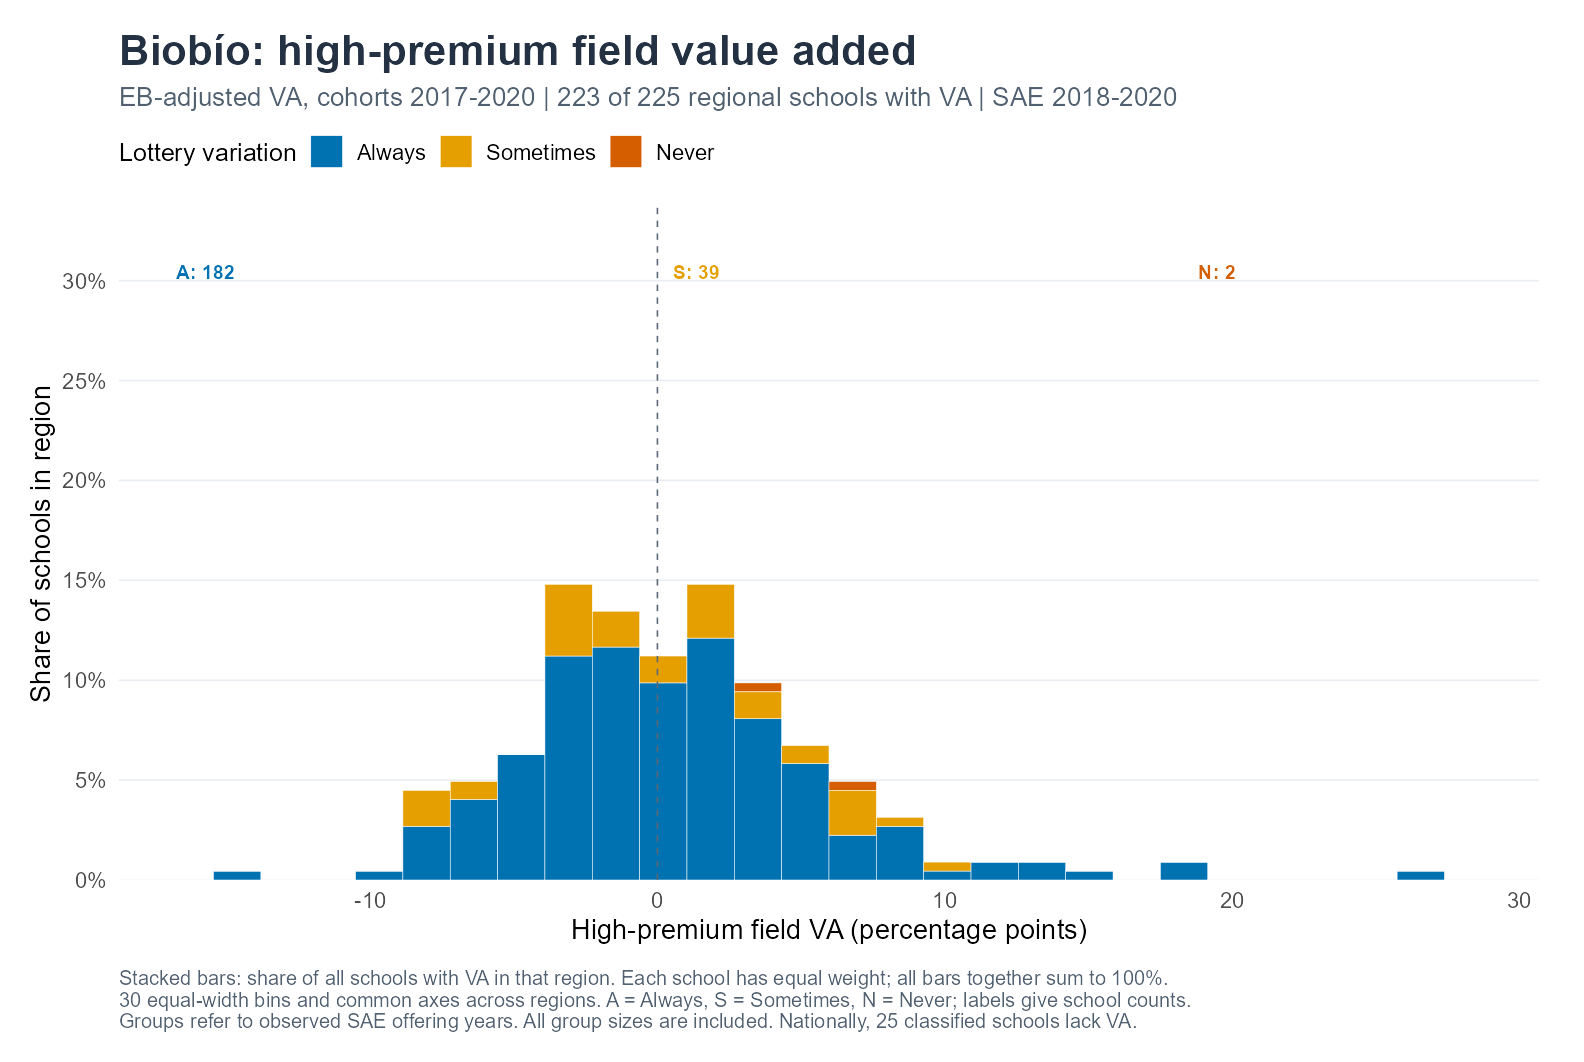 Biobío: high-premium field value added
EB-adjusted VA, cohorts 2017-2020 | 223 of 225 regional schools with VA | SAE 2018-2020
Lottery variation Always Sometimes Never
A: 182 S: 39 N: 2
30%
25%
20%
15%
10%
5%
0%
Share of schools in region
-10 0 10 20 30
High-premium field VA (percentage points)
Stacked bars: share of all schools with VA in that region. Each school has equal weight; all bars together sum to 100%.
30 equal-width bins and common axes across regions. A = Always, S = Sometimes, N = Never; labels give school counts.
Groups refer to observed SAE offering years. All group sizes are included. Nationally, 25 classified schools lack VA.